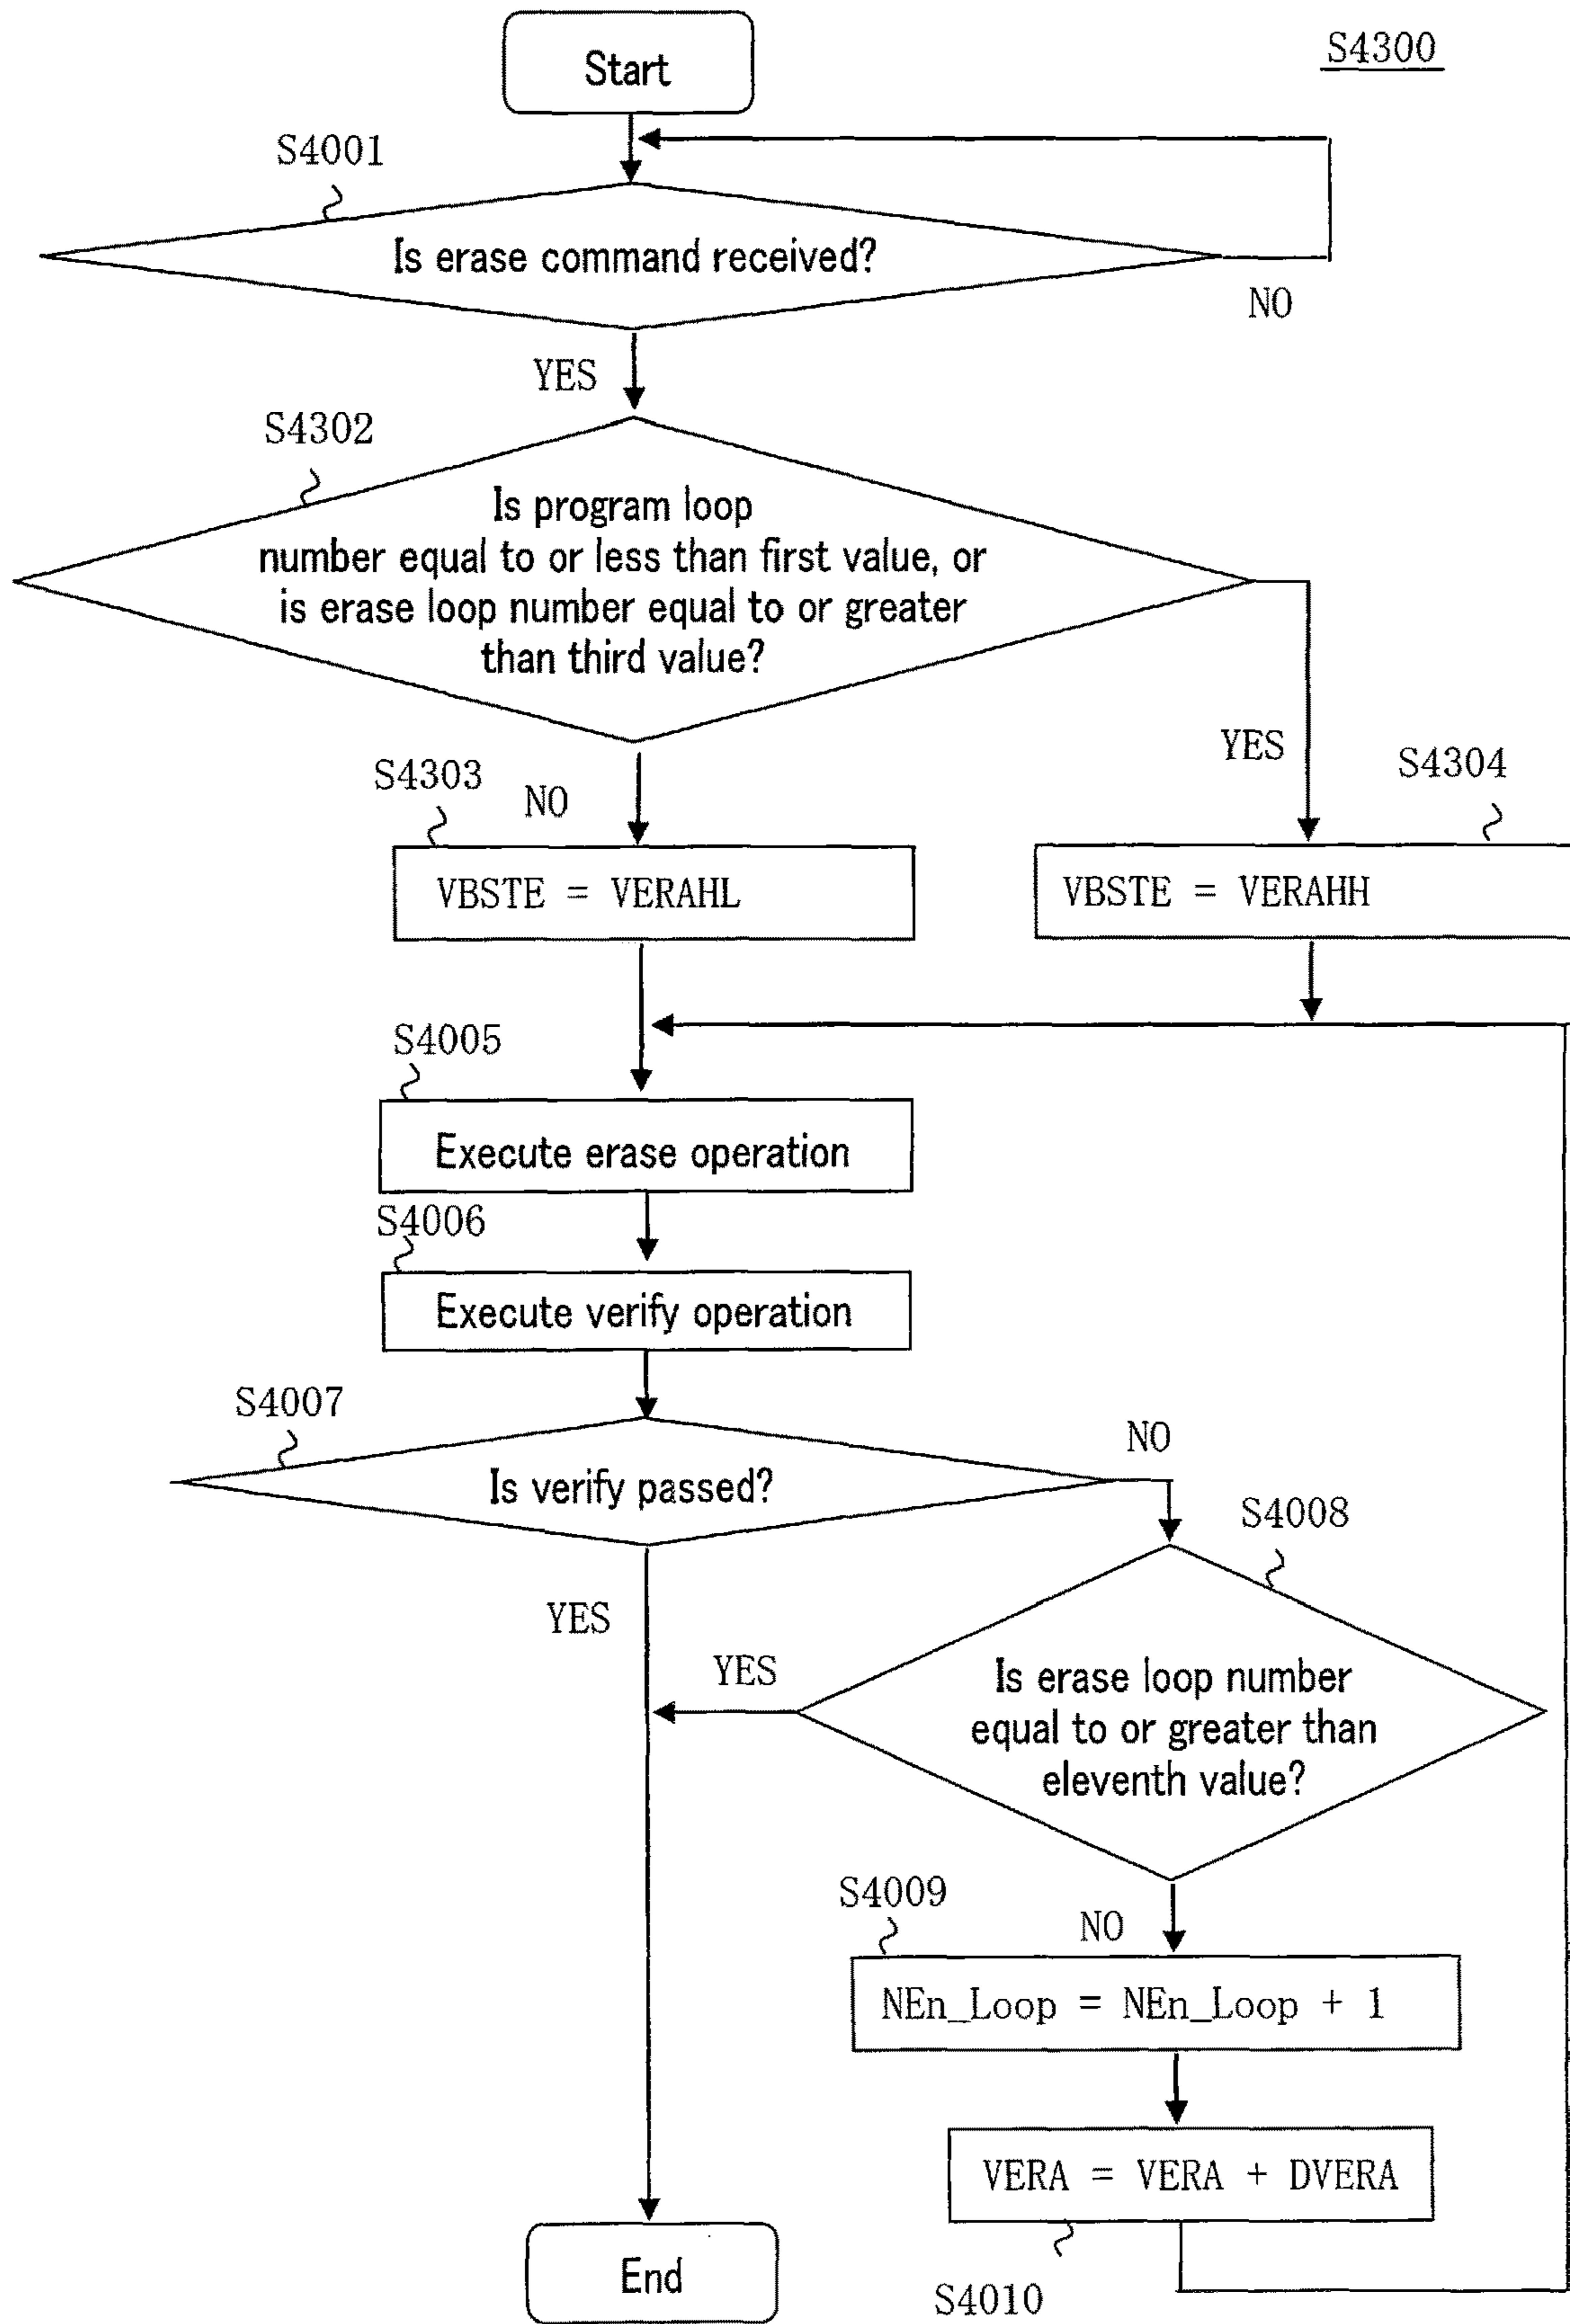 S4300
Start
S4001
Is erase command received?
NO
YES
S4302
Is program loop
number equal to or less than first value, or
is erase loop number equal to or greater
than third value?
YES
S4304
S4303
NO
VBSTE = VERAHL
VBSTE = VERAHH
S4005
Execute erase operation
S4006
Execute verify operation
S4007
NO
Is verify passed?
S4008
YES
YES
Is erase loop number
equal to or greater than
eleventh value?
S4009
NO
NEn_Loop = NEn_Loop + 1
VERA = VERA + DVERA
End
S4010